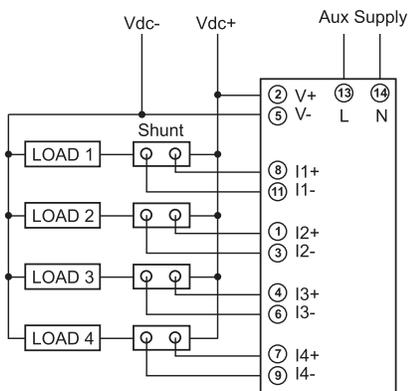 Vdc- Vdc+ Aux Supply
2 V+ 13 14
5 V- L N
Shunt
LOAD 1
8 I1+
11 I1-
LOAD 2
1 I2+
3 I2-
LOAD 3
4 I3+
6 I3-
LOAD 4
7 I4+
9 I4-